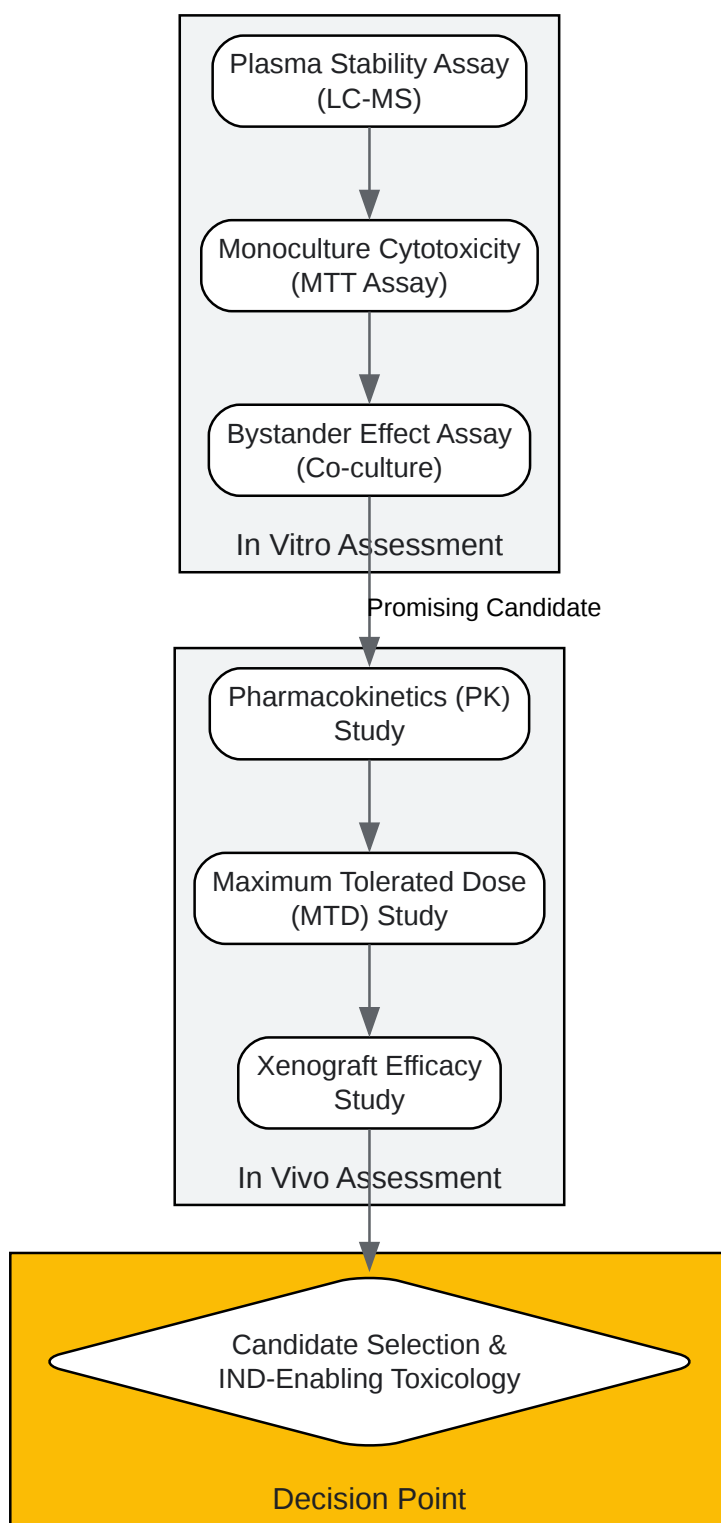 Plasma Stability Assay
(LC-MS)
Monoculture Cytotoxicity
(MTT Assay)
Bystander Effect Assay
(Co-culture)
In Vitro Assessment
Promising Candidate
Pharmacokinetics (PK)
Study
Maximum Tolerated Dose
(MTD) Study
Xenograft Efficacy
Study
In Vivo Assessment
Candidate Selection &
IND-Enabling Toxicology
Decision Point